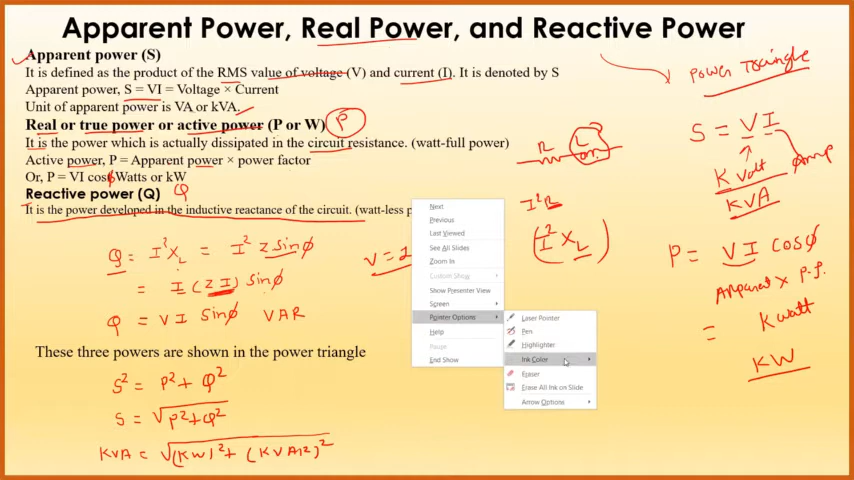 Apparent Power, Real Power, and Reactive Power
Apparent power (S)
It is defined as the product of the RMS value of voltage (V) and current (I). It is denoted by S
Apparent power, S = VI = Voltage × Current
Unit of apparent power is VA or kVA.
Real or true power or active power (P or W) P
It is the power which is actually dissipated in the circuit resistance. (watt-full power)
Active power, P = Apparent power × power factor
Or, P = VI cosϕ Watts or kW
Reactive power (Q) Q
It is the power developed in the inductive reactance of the circuit. (watt-less p
Q = I²X_L = I² Z sinϕ
= I (Z I) sinϕ
Q = VI sinϕ VAR
These three powers are shown in the power triangle
S² = P² + Q²
S = √P²+Q²
KVA = √(KW)² + (KVAR)²
R L
I²R
(I² X_L)
V = I
Next
Previous
Last Viewed
See All Slides
Zoom In
Custom Show
Show Presenter View
Screen
Pointer Options
Help
Pause
End Show
Laser Pointer
Pen
Highlighter
Ink Color
Eraser
Erase All Ink on Slide
Arrow Options
Power Triangle
S = VI
K Volt Amp
KVA
P = VI cosϕ
Apparent × P.f.
= K watt
KW